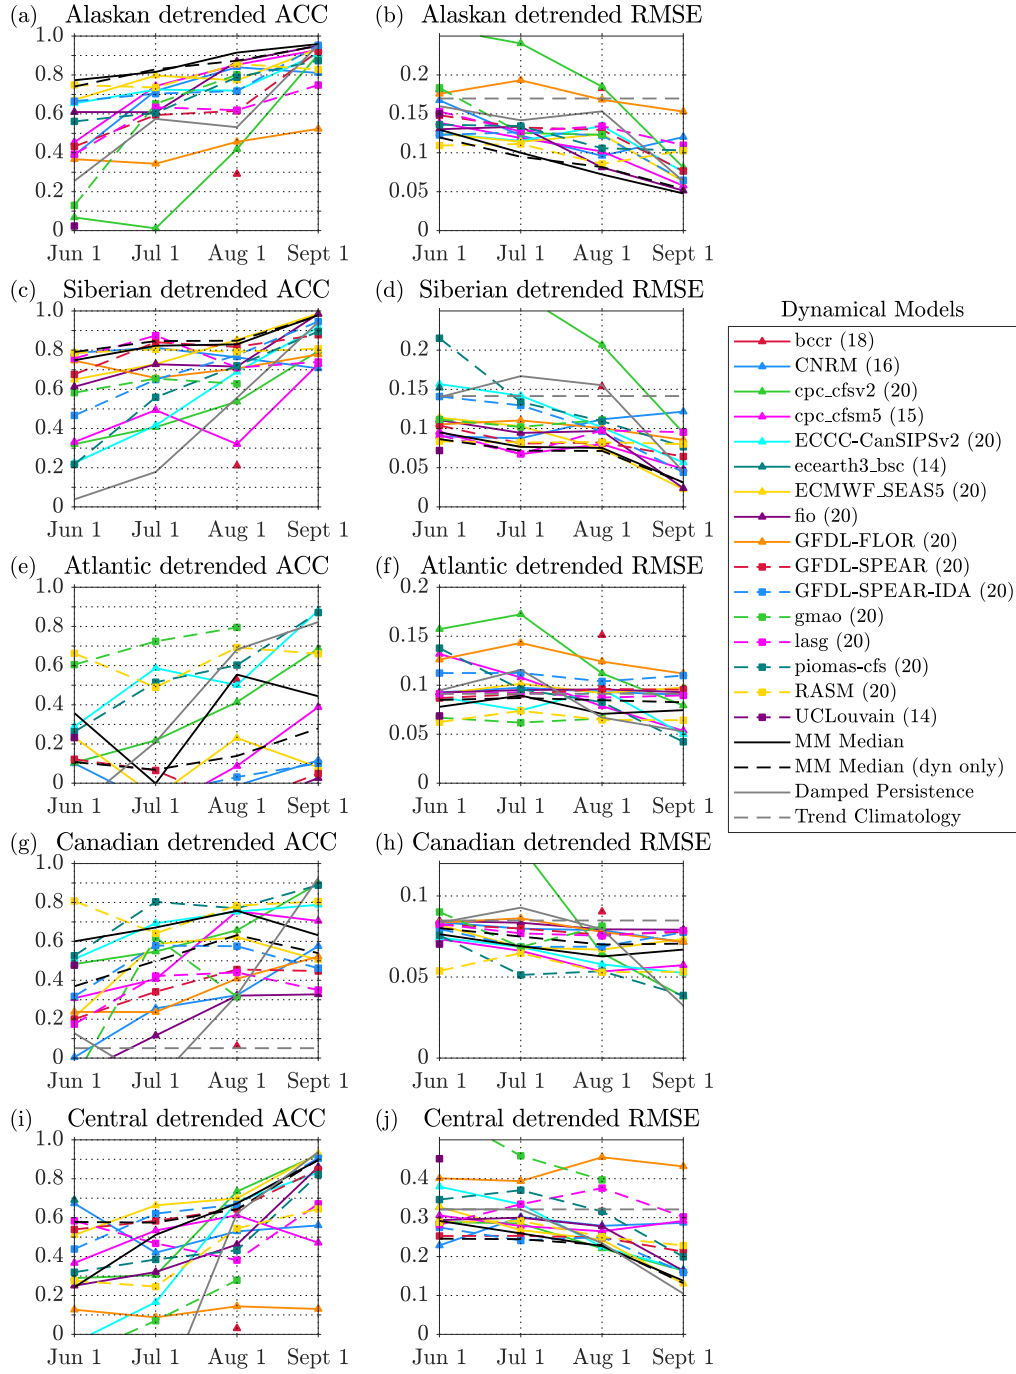 (a) Alaskan detrended ACC
1.0
0.8
0.6
0.4
0.2
0
Jun 1 Jul 1 Aug 1 Sept 1
(b) Alaskan detrended RMSE
0.2
0.15
0.1
0.05
0
Jun 1 Jul 1 Aug 1 Sept 1
(c) Siberian detrended ACC
1.0
0.8
0.6
0.4
0.2
0
Jun 1 Jul 1 Aug 1 Sept 1
(d) Siberian detrended RMSE
0.2
0.15
0.1
0.05
0
Jun 1 Jul 1 Aug 1 Sept 1
(e) Atlantic detrended ACC
1.0
0.8
0.6
0.4
0.2
0
Jun 1 Jul 1 Aug 1 Sept 1
(f) Atlantic detrended RMSE
0.2
0.15
0.1
0.05
0
Jun 1 Jul 1 Aug 1 Sept 1
(g) Canadian detrended ACC
1.0
0.8
0.6
0.4
0.2
0
Jun 1 Jul 1 Aug 1 Sept 1
(h) Canadian detrended RMSE
0.1
0.05
0
Jun 1 Jul 1 Aug 1 Sept 1
(i) Central detrended ACC
1.0
0.8
0.6
0.4
0.2
0
Jun 1 Jul 1 Aug 1 Sept 1
(j) Central detrended RMSE
0.4
0.3
0.2
0.1
0
Jun 1 Jul 1 Aug 1 Sept 1
Dynamical Models
bccr (18)
CNRM (16)
cpc_cfsv2 (20)
cpc_cfsm5 (15)
ECCC-CanSIPSv2 (20)
ecearth3_bsc (14)
ECMWF_SEAS5 (20)
fio (20)
GFDL-FLOR (20)
GFDL-SPEAR (20)
GFDL-SPEAR-IDA (20)
gmao (20)
lasg (20)
piomas-cfs (20)
RASM (20)
UCLouvain (14)
MM Median
MM Median (dyn only)
Damped Persistence
Trend Climatology